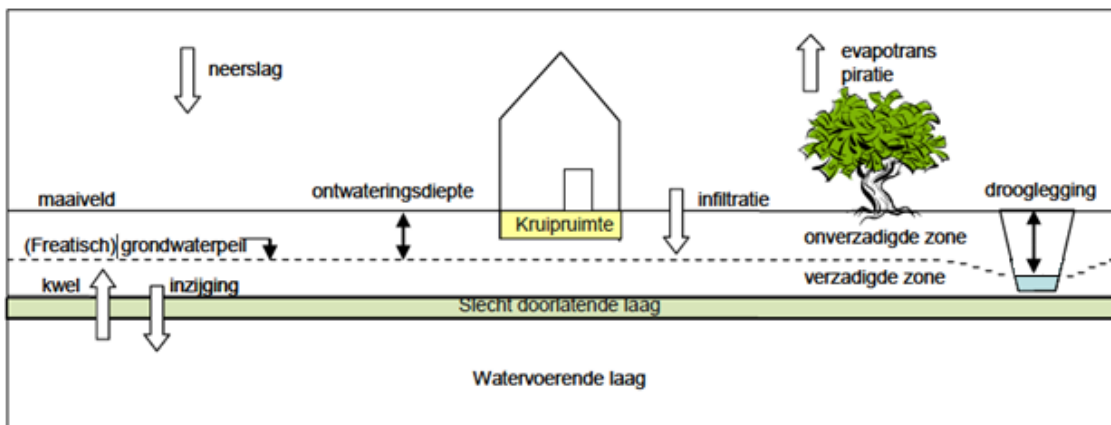 neerslag
evapotrans
piratie
maaiveld
ontwateringsdiepte
infiltratie
drooglegging
Kruipruimte
(Freatisch) grondwaterpeil
onverzadigde zone
kwel
inzijging
verzadigde zone
Slecht doorlatende laag
Watervoerende laag